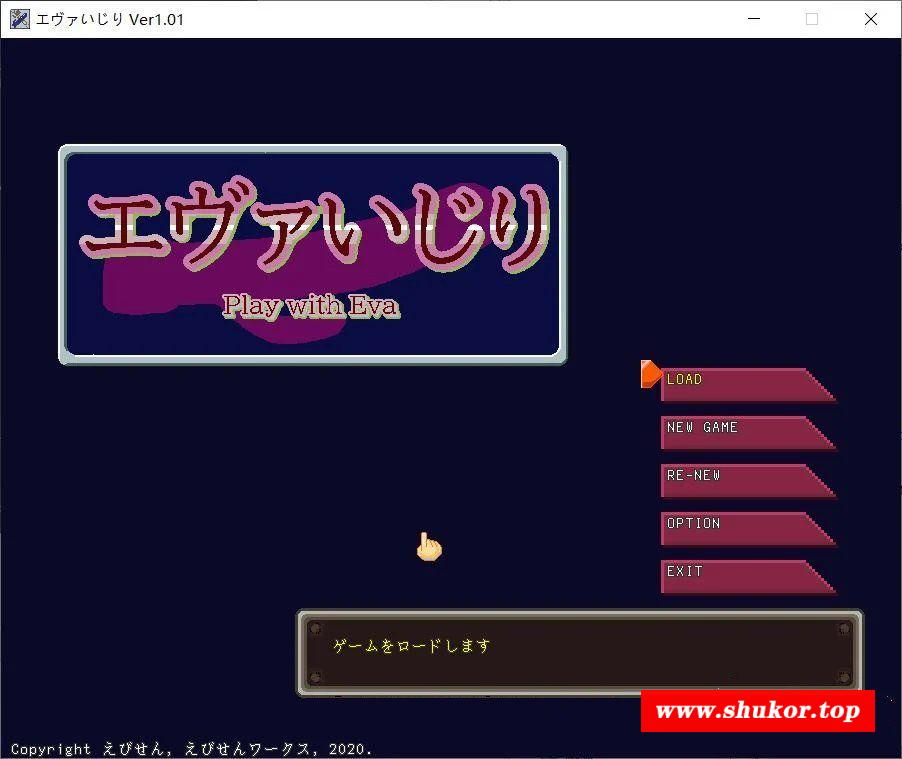 エヴァいじり Ver1.01
エヴァいじり
Play with Eva
LOAD
NEW GAME
RE-NEW
OPTION
EXIT
ゲームをロードします
www.shukor.top
Copyright えびせん, えびせんワークス, 2020.